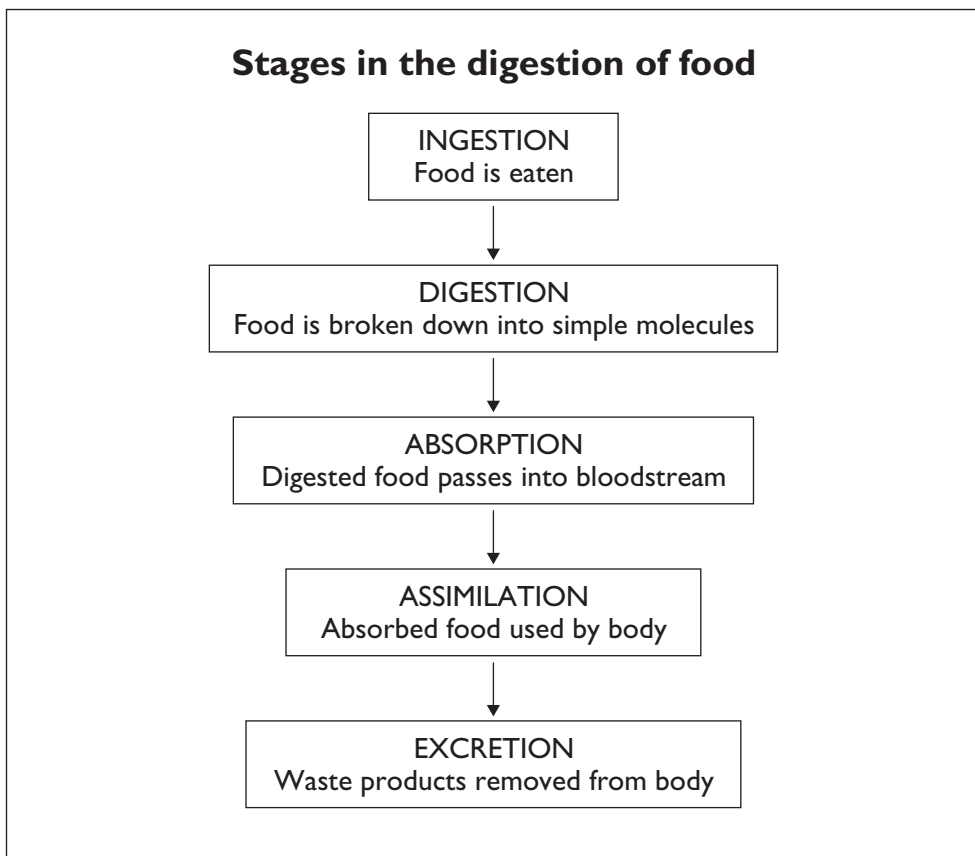 Stages in the digestion of food
INGESTION
Food is eaten
DIGESTION
Food is broken down into simple molecules
ABSORPTION
Digested food passes into bloodstream
ASSIMILATION
Absorbed food used by body
EXCRETION
Waste products removed from body